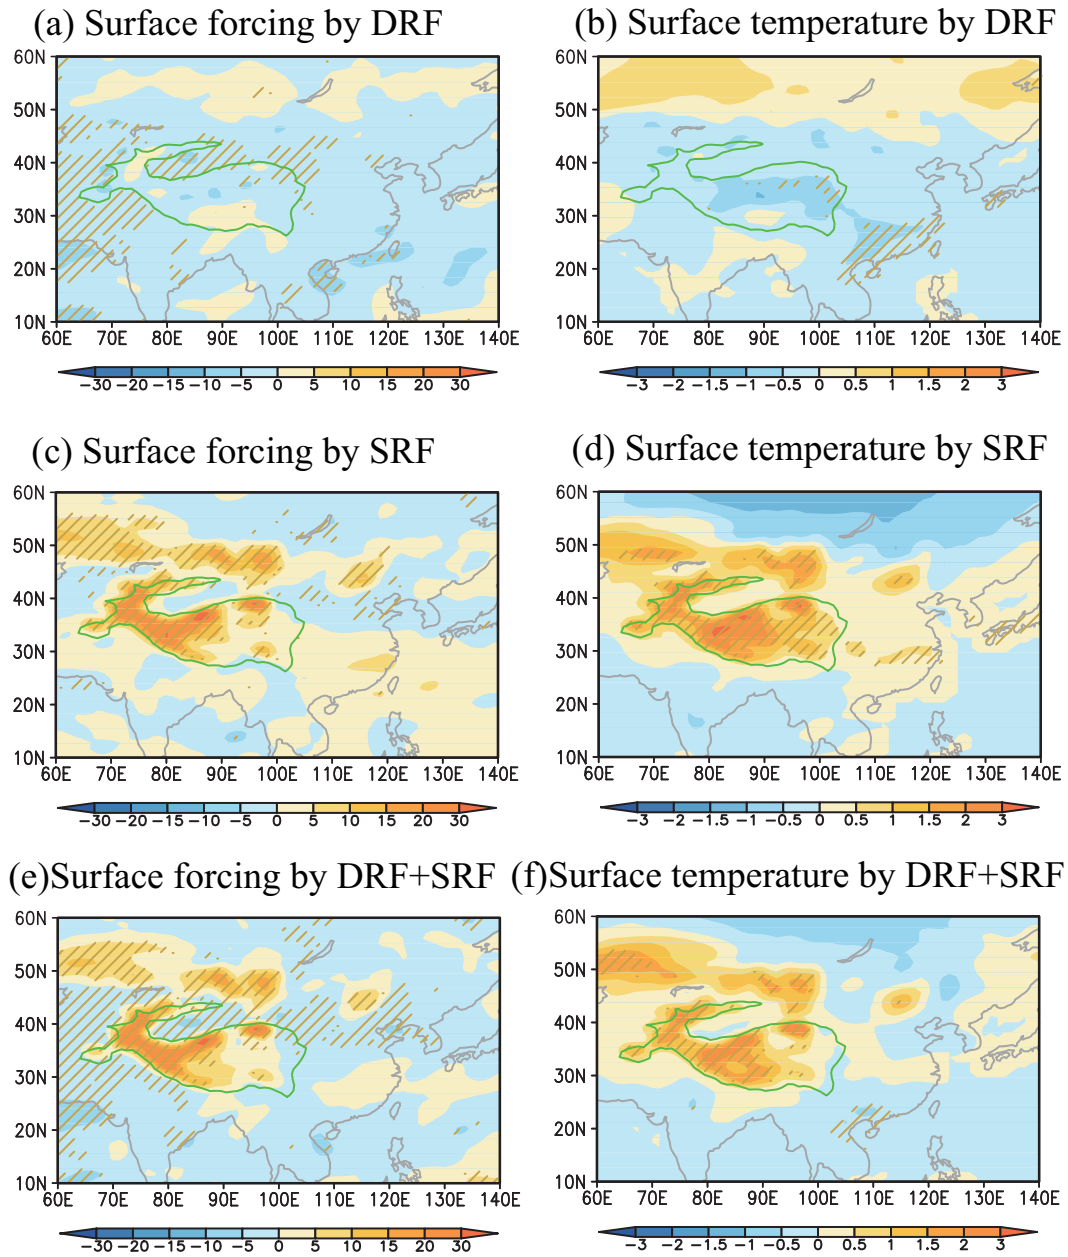 (a) Surface forcing by DRF
(b) Surface temperature by DRF
60N
50N
40N
30N
20N
10N
60E 70E 80E 90E 100E 110E 120E 130E 140E
-30 -20 -15 -10 -5 0 5 10 15 20 30
60N
50N
40N
30N
20N
10N
60E 70E 80E 90E 100E 110E 120E 130E 140E
-3 -2 -1.5 -1 -0.5 0 0.5 1 1.5 2 3
(c) Surface forcing by SRF
(d) Surface temperature by SRF
60N
50N
40N
30N
20N
10N
60E 70E 80E 90E 100E 110E 120E 130E 140E
-30 -20 -15 -10 -5 0 5 10 15 20 30
60N
50N
40N
30N
20N
10N
60E 70E 80E 90E 100E 110E 120E 130E 140E
-3 -2 -1.5 -1 -0.5 0 0.5 1 1.5 2 3
(e)Surface forcing by DRF+SRF
(f)Surface temperature by DRF+SRF
60N
50N
40N
30N
20N
10N
60E 70E 80E 90E 100E 110E 120E 130E 140E
-30 -20 -15 -10 -5 0 5 10 15 20 30
60N
50N
40N
30N
20N
10N
60E 70E 80E 90E 100E 110E 120E 130E 140E
-3 -2 -1.5 -1 -0.5 0 0.5 1 1.5 2 3